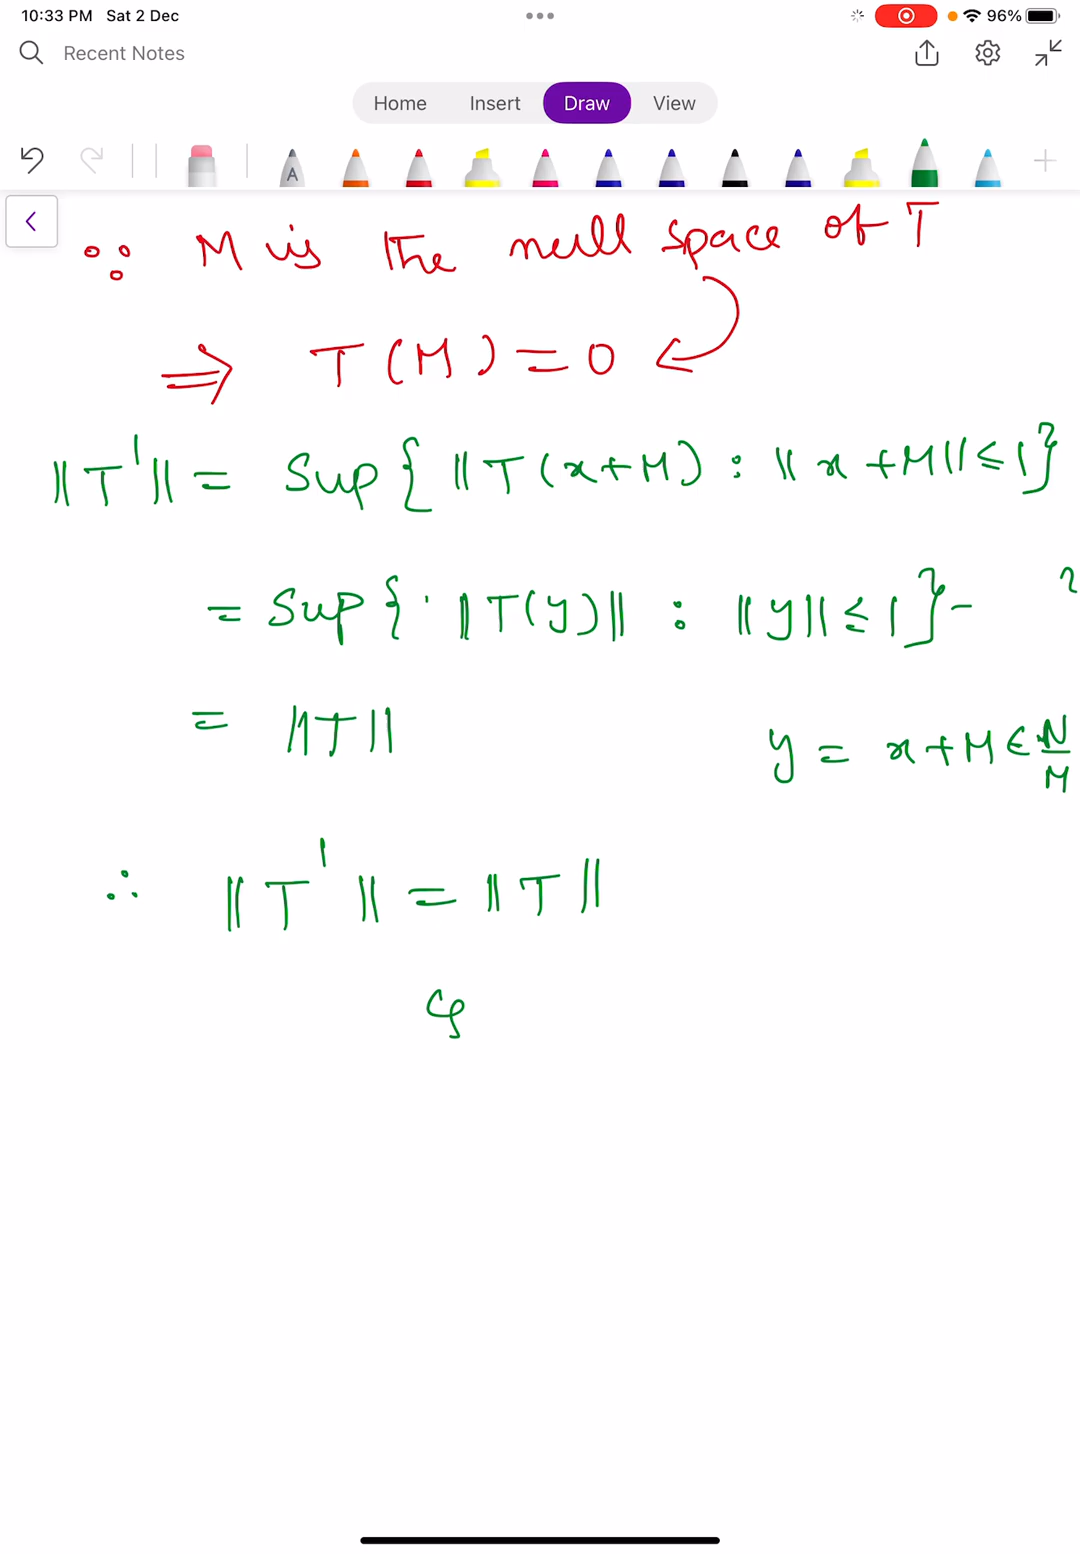 10:33 PM Sat 2 Dec 96%
Recent Notes
Home Insert Draw View
A
∵ M is the null space of T
⇒ T(M) = 0
||T'|| = Sup{ ||T(x+M) : ||x+M|| ≤ 1}
= Sup{ ||T(y)|| : ||y|| ≤ 1} -
= ||T||
y = x+M ∈ N/M
∴ ||T'|| = ||T||